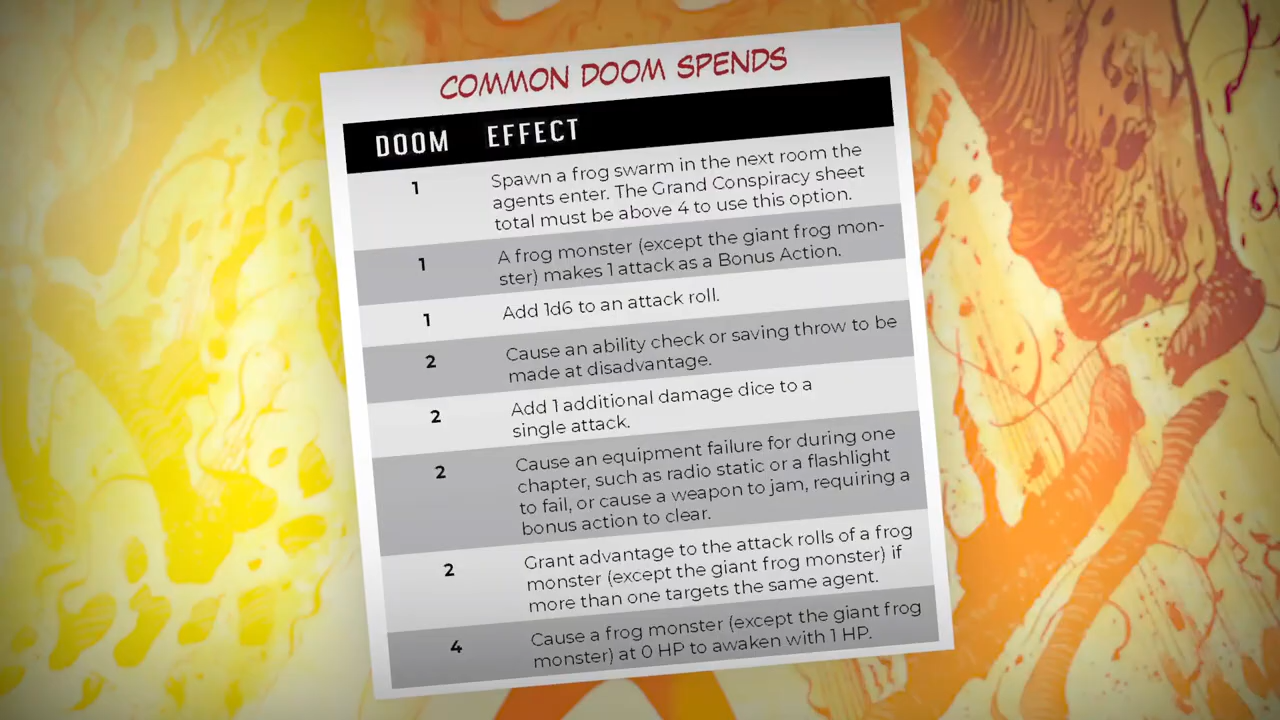 COMMON DOOM SPENDS
DOOM EFFECT
1 Spawn a frog swarm in the next room the
agents enter. The Grand Conspiracy sheet
total must be above 4 to use this option.
1 A frog monster (except the giant frog mon-
ster) makes 1 attack as a Bonus Action.
1 Add 1d6 to an attack roll.
2 Cause an ability check or saving throw to be
made at disadvantage.
2 Add 1 additional damage dice to a
single attack.
2 Cause an equipment failure for during one
chapter, such as radio static or a flashlight
to fail, or cause a weapon to jam, requiring a
bonus action to clear.
2 Grant advantage to the attack rolls of a frog
monster (except the giant frog monster) if
more than one targets the same agent.
4 Cause a frog monster (except the giant frog
monster) at 0 HP to awaken with 1 HP.